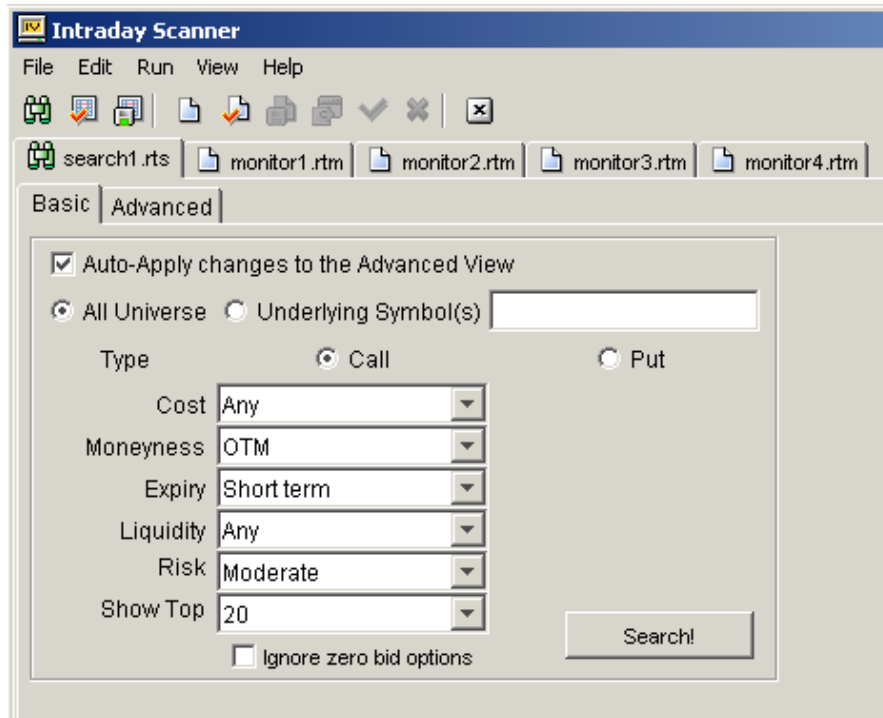 Intraday Scanner
File Edit Run View Help
search1.rts monitor1.rtm monitor2.rtm monitor3.rtm monitor4.rtm
Basic Advanced
Auto-Apply changes to the Advanced View
All Universe Underlying Symbol(s)
Type Call Put
Cost Any
Moneyness OTM
Expiry Short term
Liquidity Any
Risk Moderate
Show Top 20
Search!
Ignore zero bid options